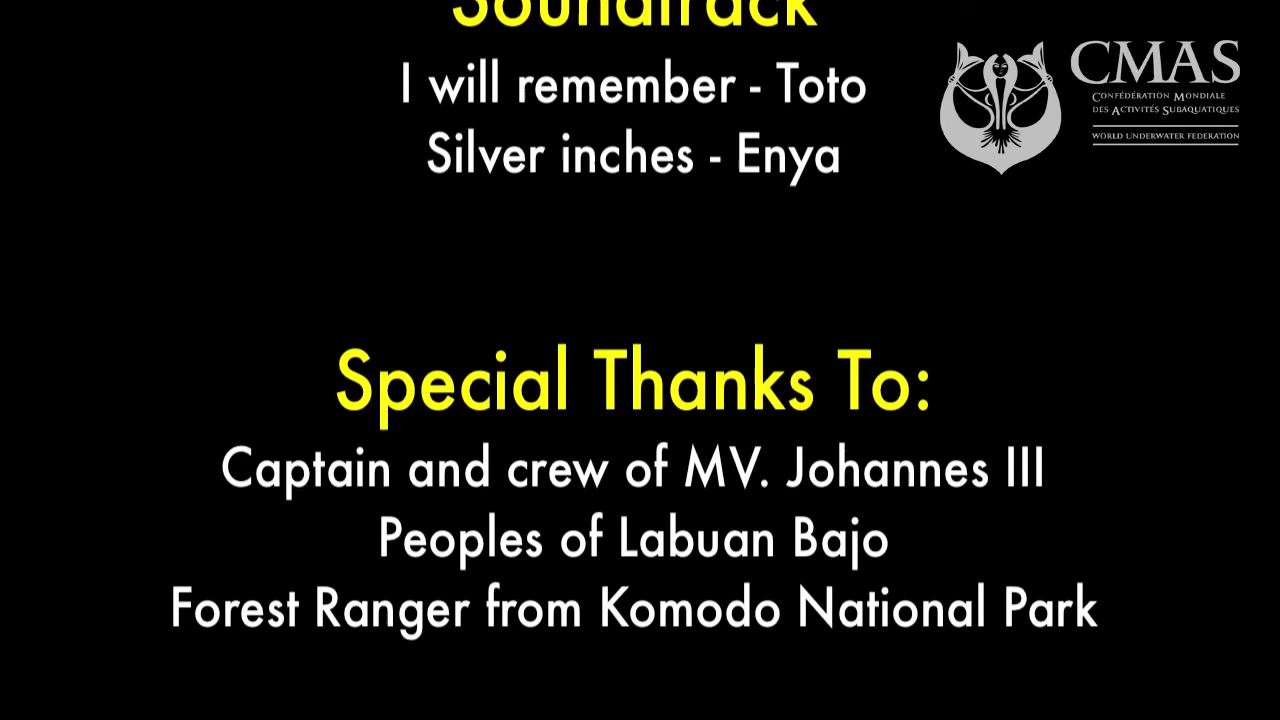 Soundtrack
I will remember - Toto
Silver inches - Enya
CMAS
CONFÉDÉRATION MONDIALE
DES ACTIVITÉS SUBAQUATIQUES
WORLD UNDERWATER FEDERATION
Special Thanks To:
Captain and crew of MV. Johannes III
Peoples of Labuan Bajo
Forest Ranger from Komodo National Park